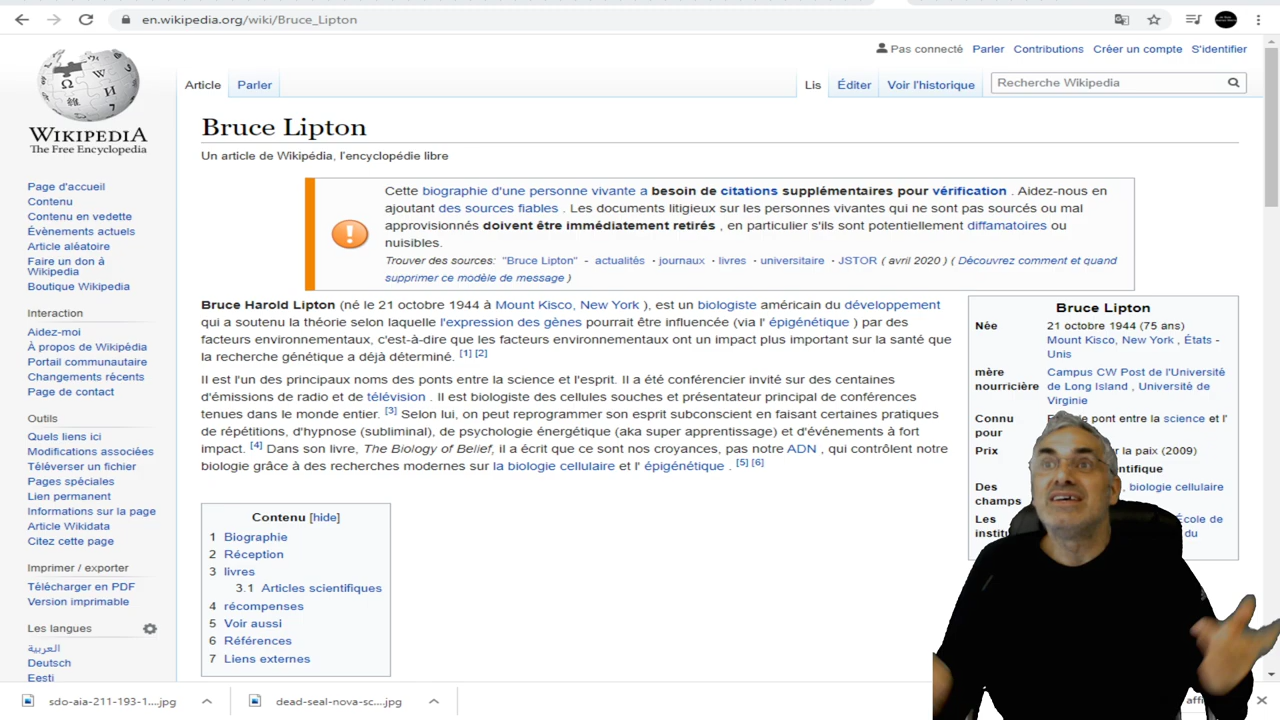 en.wikipedia.org/wiki/Bruce_Lipton
Pas connecté Parler Contributions Créer un compte S'identifier
Article Parler Lis Éditer Voir l'historique Recherche Wikipedia
WIKIPEDIA
The Free Encyclopedia
Page d'accueil
Contenu
Contenu en vedette
Évènements actuels
Article aléatoire
Faire un don à
Wikipedia
Boutique Wikipedia
Interaction
Aidez-moi
À propos de Wikipédia
Portail communautaire
Changements récents
Page de contact
Outils
Quels liens ici
Modifications associées
Téléverser un fichier
Pages spéciales
Lien permanent
Informations sur la page
Article Wikidata
Citez cette page
Imprimer / exporter
Télécharger en PDF
Version imprimable
Les langues
العربية
Deutsch
Eesti
Bruce Lipton
Un article de Wikipédia, l'encyclopédie libre
Cette biographie d'une personne vivante a besoin de citations supplémentaires pour vérification . Aidez-nous en
ajoutant des sources fiables . Les documents litigieux sur les personnes vivantes qui ne sont pas sourcés ou mal
approvisionnés doivent être immédiatement retirés , en particulier s'ils sont potentiellement diffamatoires ou
nuisibles.
Trouver des sources: "Bruce Lipton" - actualités · journaux · livres · universitaire · JSTOR ( avril 2020 ) ( Découvrez comment et quand
supprimer ce modèle de message )
Bruce Harold Lipton (né le 21 octobre 1944 à Mount Kisco, New York ), est un biologiste américain du développement
qui a soutenu la théorie selon laquelle l'expression des gènes pourrait être influencée (via l' épigénétique ) par des
facteurs environnementaux, c'est-à-dire que les facteurs environnementaux ont un impact plus important sur la santé que
la recherche génétique a déjà déterminé. [1] [2]
Il est l'un des principaux noms des ponts entre la science et l'esprit. Il a été conférencier invité sur des centaines
d'émissions de radio et de télévision . Il est biologiste des cellules souches et présentateur principal de conférences
tenues dans le monde entier. [3] Selon lui, on peut reprogrammer son esprit subconscient en faisant certaines pratiques
de répétitions, d'hypnose (subliminal), de psychologie énergétique (aka super apprentissage) et d'événements à fort
impact. [4] Dans son livre, The Biology of Belief, il a écrit que ce sont nos croyances, pas notre ADN , qui contrôlent notre
biologie grâce à des recherches modernes sur la biologie cellulaire et l' épigénétique . [5] [6]
Contenu [hide]
1 Biographie
2 Réception
3 livres
3.1 Articles scientifiques
4 récompenses
5 Voir aussi
6 Références
7 Liens externes
Bruce Lipton
Née 21 octobre 1944 (75 ans)
Mount Kisco, New York , États -
Unis
mère Campus CW Post de l'Université
nourricière de Long Island , Université de
Virginie
Connu pont entre la science et l'
pour
Prix la paix (2009)
Des , biologie cellulaire
champs
Les École de
du
sdo-aia-211-193-1....jpg dead-seal-nova-sc....jpg